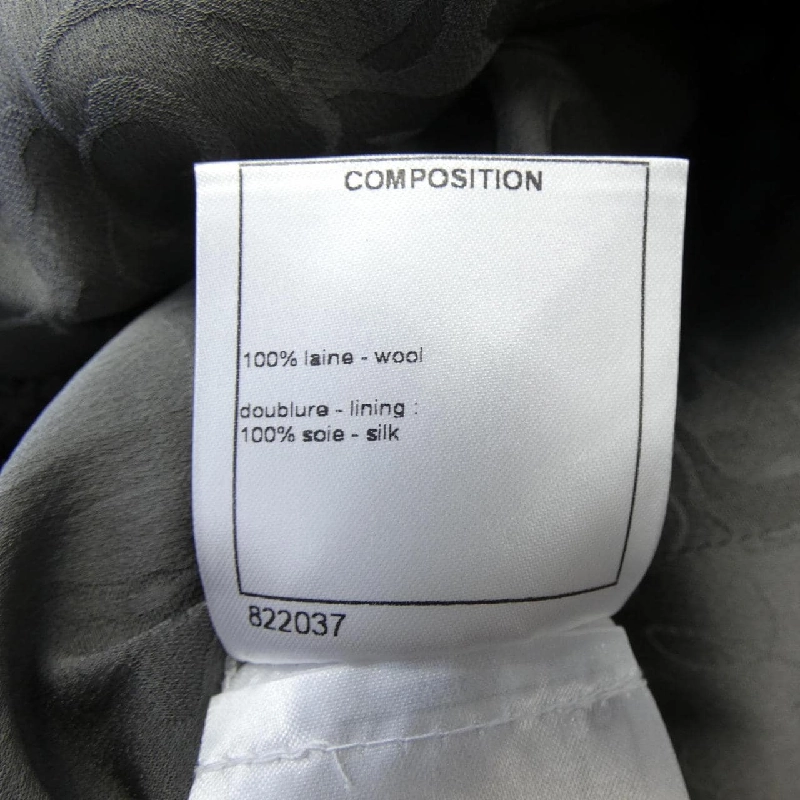 COMPOSITION
100% laine - wool
doublure - lining :
100% soie - silk
822037